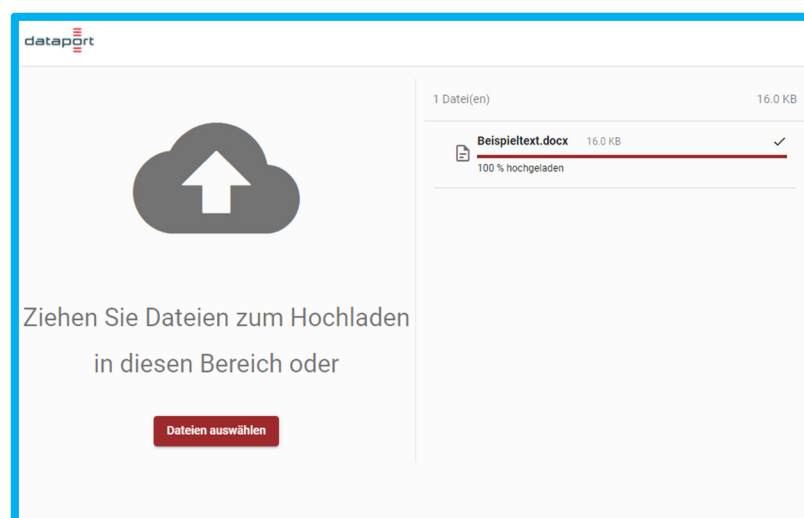 dataport
1 Datei(en) 16.0 KB
Beispieltext.docx 16.0 KB
100 % hochgeladen
Ziehen Sie Dateien zum Hochladen
in diesen Bereich oder
Dateien auswählen